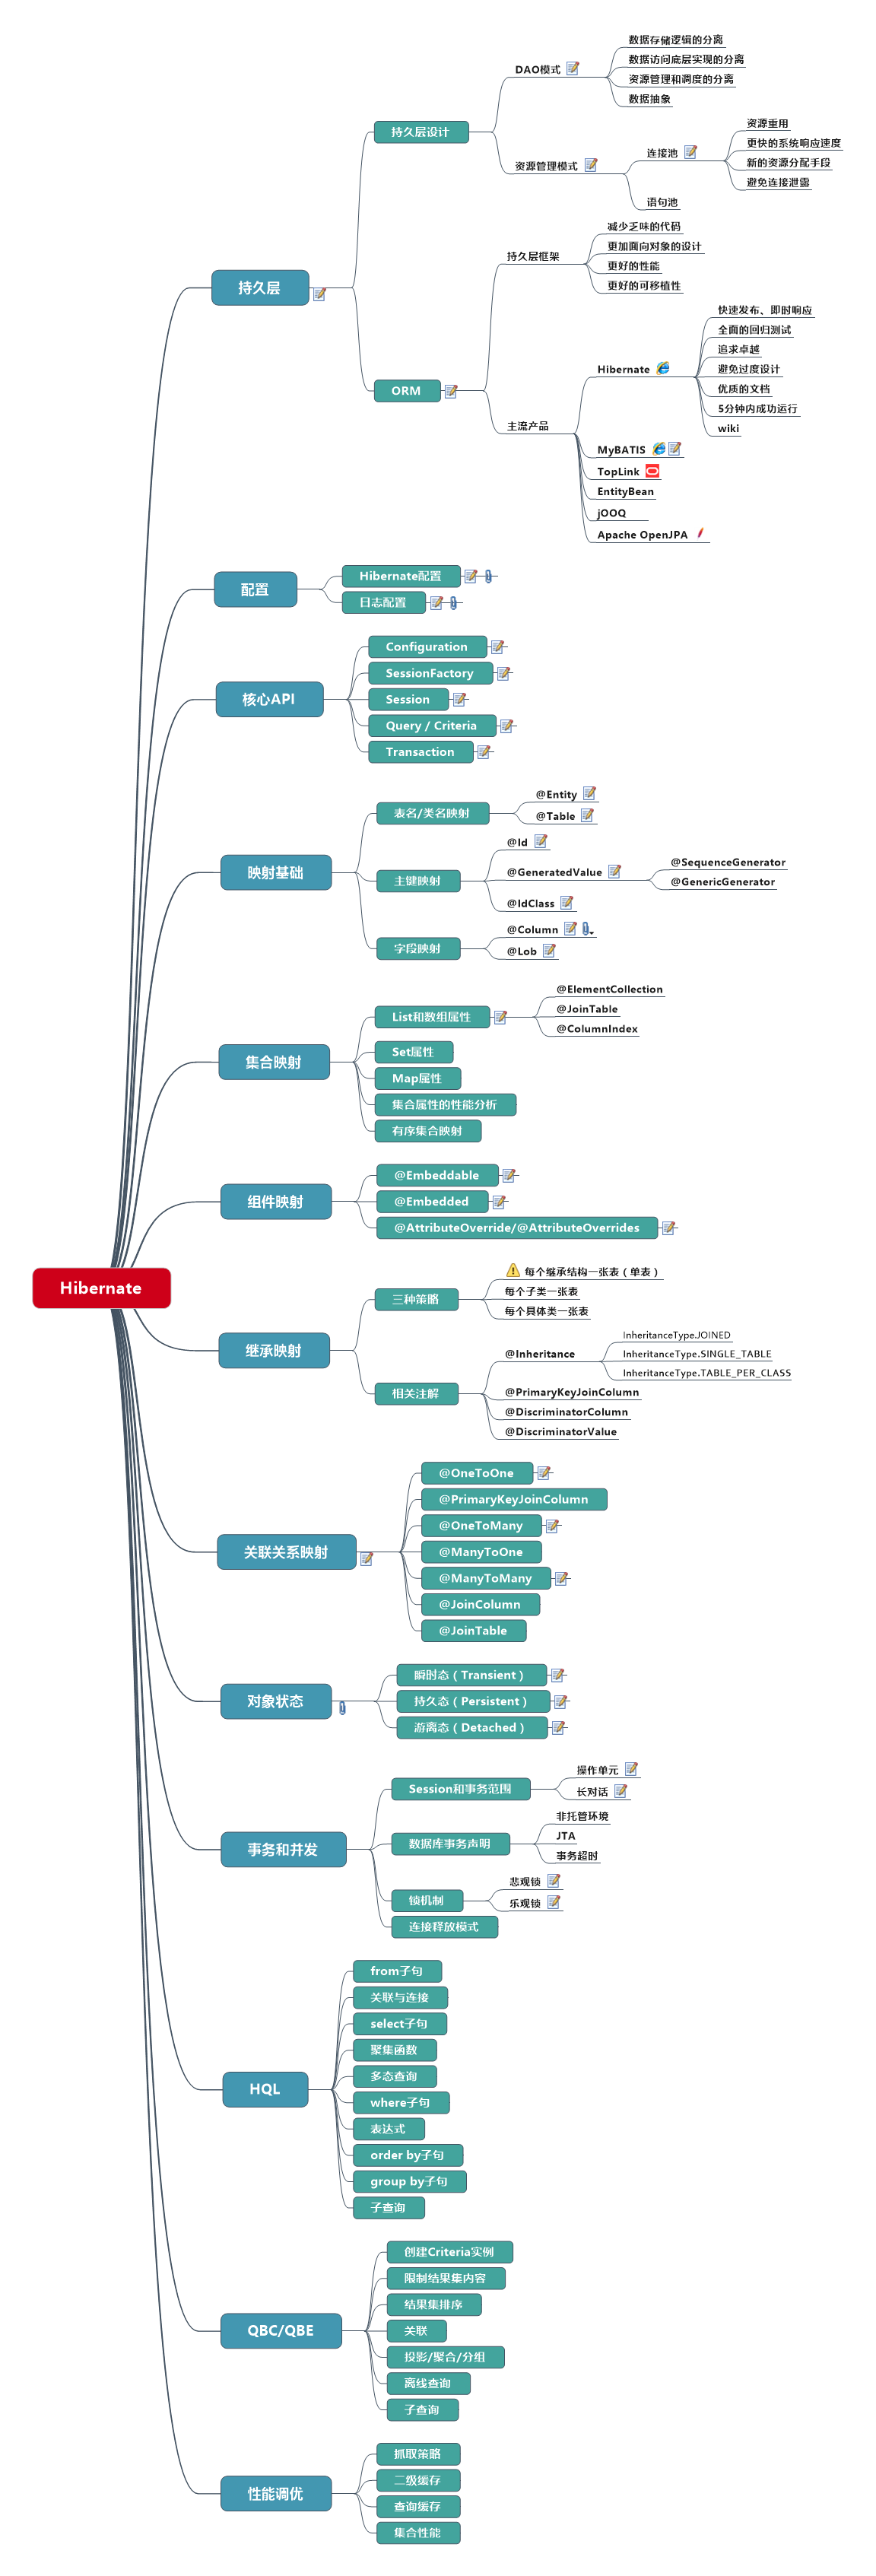 Hibernate
持久层
持久层设计
DAO模式
数据存储逻辑的分离
数据访问底层实现的分离
资源管理和调度的分离
数据抽象
资源管理模式
连接池
资源重用
更快的系统响应速度
新的资源分配手段
避免连接泄露
语句池
ORM
持久层框架
减少乏味的代码
更加面向对象的设计
更好的性能
更好的可移植性
主流产品
Hibernate
快速发布、即时响应
全面的回归测试
追求卓越
避免过度设计
优质的文档
5分钟内成功运行
wiki
MyBATIS
TopLink
EntityBean
jOOQ
Apache OpenJPA
配置
Hibernate配置
日志配置
核心API
Configuration
SessionFactory
Session
Query / Criteria
Transaction
映射基础
表名/类名映射
@Entity
@Table
主键映射
@Id
@GeneratedValue
@SequenceGenerator
@GenericGenerator
@IdClass
字段映射
@Column
@Lob
集合映射
List和数组属性
@ElementCollection
@JoinTable
@ColumnIndex
Set属性
Map属性
集合属性的性能分析
有序集合映射
组件映射
@Embeddable
@Embedded
@AttributeOverride/@AttributeOverrides
继承映射
三种策略
每个继承结构一张表（单表）
每个子类一张表
每个具体类一张表
相关注解
@Inheritance
InheritanceType.JOINED
InheritanceType.SINGLE_TABLE
InheritanceType.TABLE_PER_CLASS
@PrimaryKeyJoinColumn
@DiscriminatorColumn
@DiscriminatorValue
关联关系映射
@OneToOne
@PrimaryKeyJoinColumn
@OneToMany
@ManyToOne
@ManyToMany
@JoinColumn
@JoinTable
对象状态
瞬时态（Transient）
持久态（Persistent）
游离态（Detached）
事务和并发
Session和事务范围
操作单元
长对话
数据库事务声明
非托管环境
JTA
事务超时
锁机制
悲观锁
乐观锁
连接释放模式
HQL
from子句
关联与连接
select子句
聚集函数
多态查询
where子句
表达式
order by子句
group by子句
子查询
QBC/QBE
创建Criteria实例
限制结果集内容
结果集排序
关联
投影/聚合/分组
离线查询
子查询
性能调优
抓取策略
二级缓存
查询缓存
集合性能